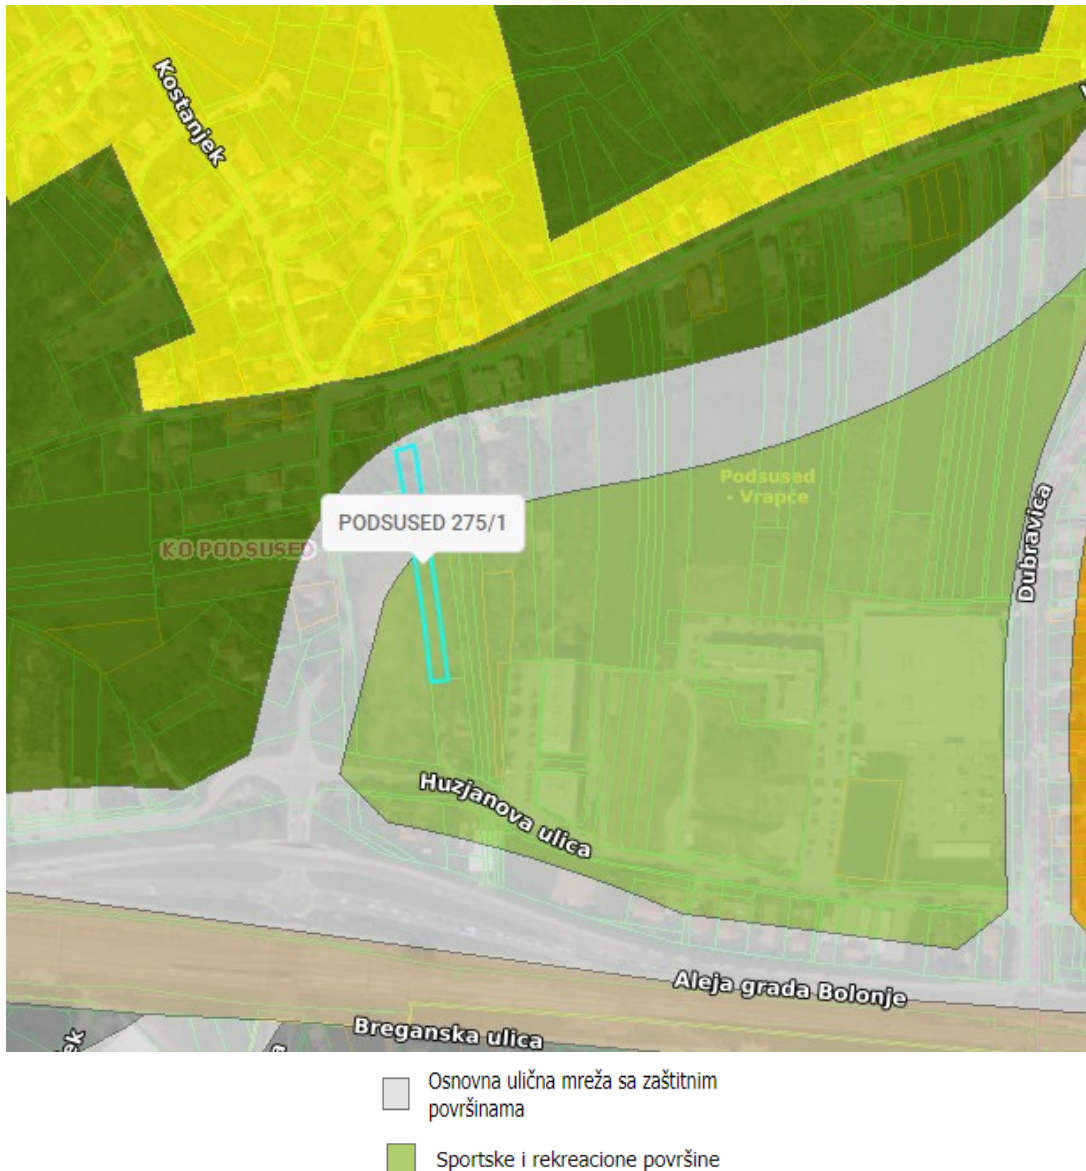 Kostanjek
PODSUSED 275/1
KO PODSUSED
Podsused
- Vrapče
Dubravica
Huzjanova ulica
Aleja grada Bolonje
Breganska ulica
Osnovna ulična mreža sa zaštitnim
površinama
Sportske i rekreacione površine